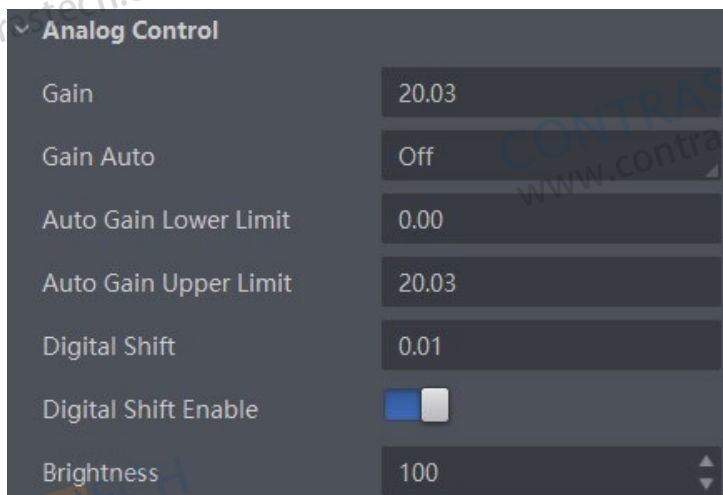 Analog Control
Gain 20.03
Gain Auto Off
Auto Gain Lower Limit 0.00
Auto Gain Upper Limit 20.03
Digital Shift 0.01
Digital Shift Enable
Brightness 100